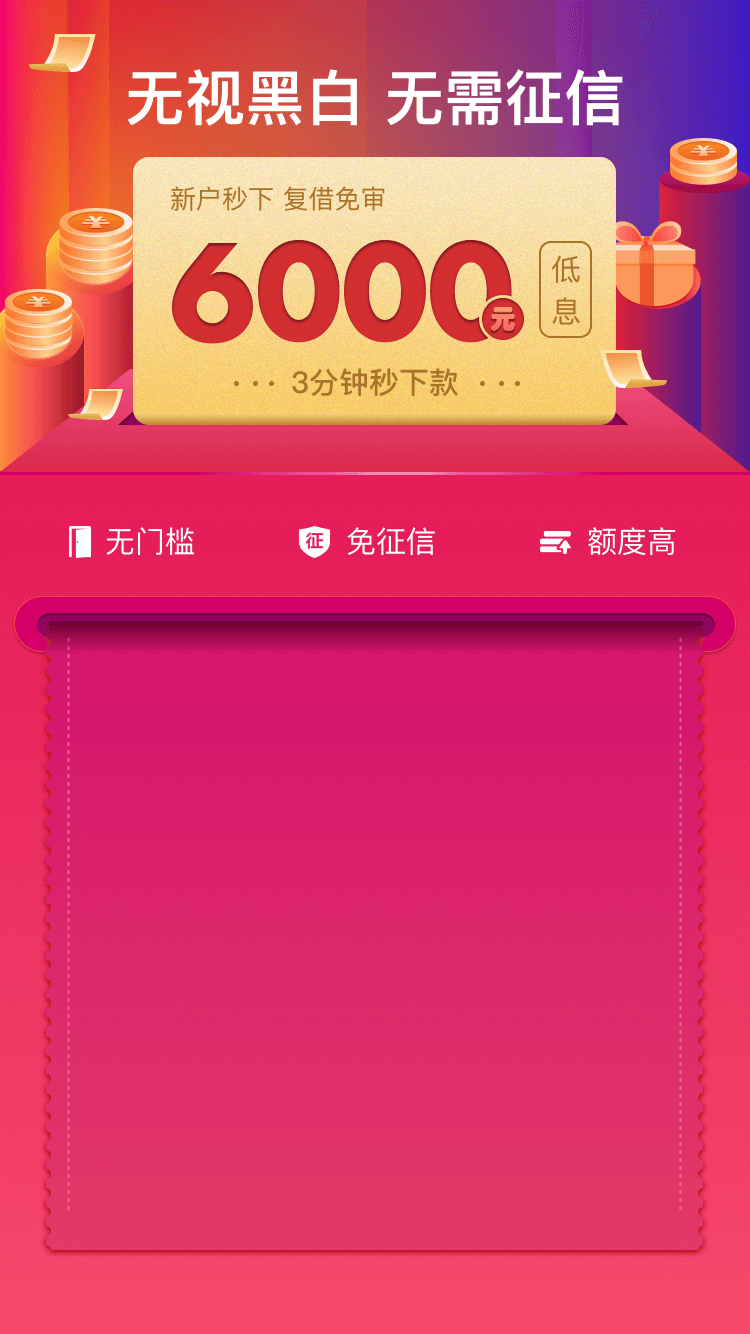 无视黑白 无需征信
新户秒下 复借免审
6000元
低息
··· 3分钟秒下款 ···
无门槛
征 免征信
额度高